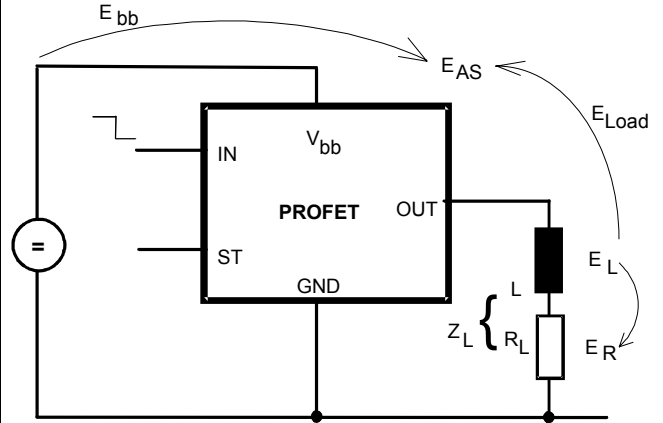 E bb
E AS
E Load
V bb
IN
PROFET
OUT
=
ST
GND
E L
L
Z L {
R L
E R